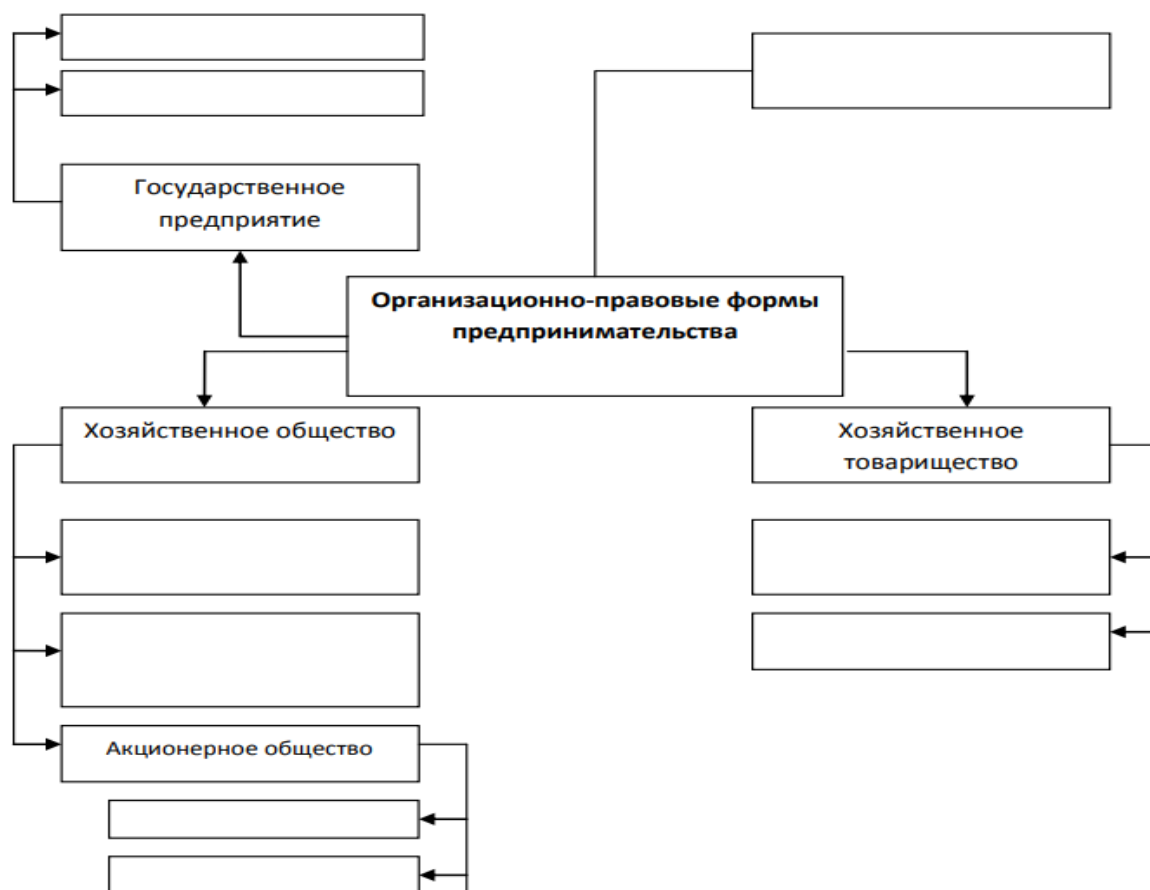 Государственное
предприятие
Организационно-правовые формы
предпринимательства
Хозяйственное общество
Хозяйственное
товарищество
Акционерное общество